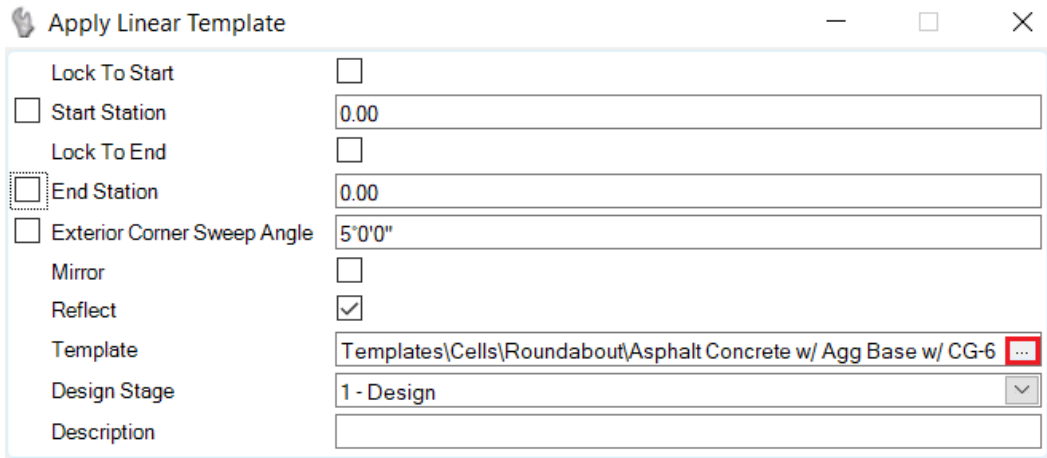 Apply Linear Template
Lock To Start
Start Station 0.00
Lock To End
End Station 0.00
Exterior Corner Sweep Angle 5°0'0"
Mirror
Reflect
Template Templates\Cells\Roundabout\Asphalt Concrete w/ Agg Base w/ CG-6 ...
Design Stage 1 - Design
Description